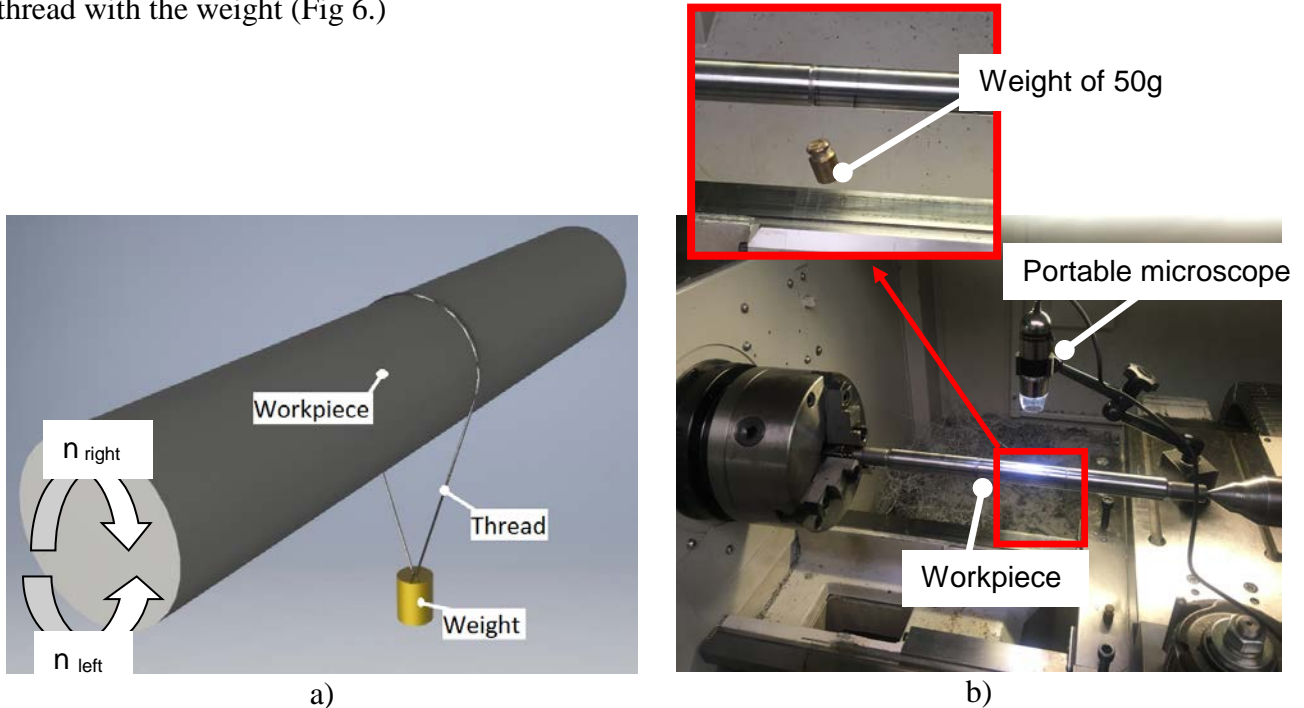 thread with the weight (Fig 6.)
Weight of 50g
Portable microscope
Workpiece
n right
Thread
Weight
n left
Workpiece
a)
b)